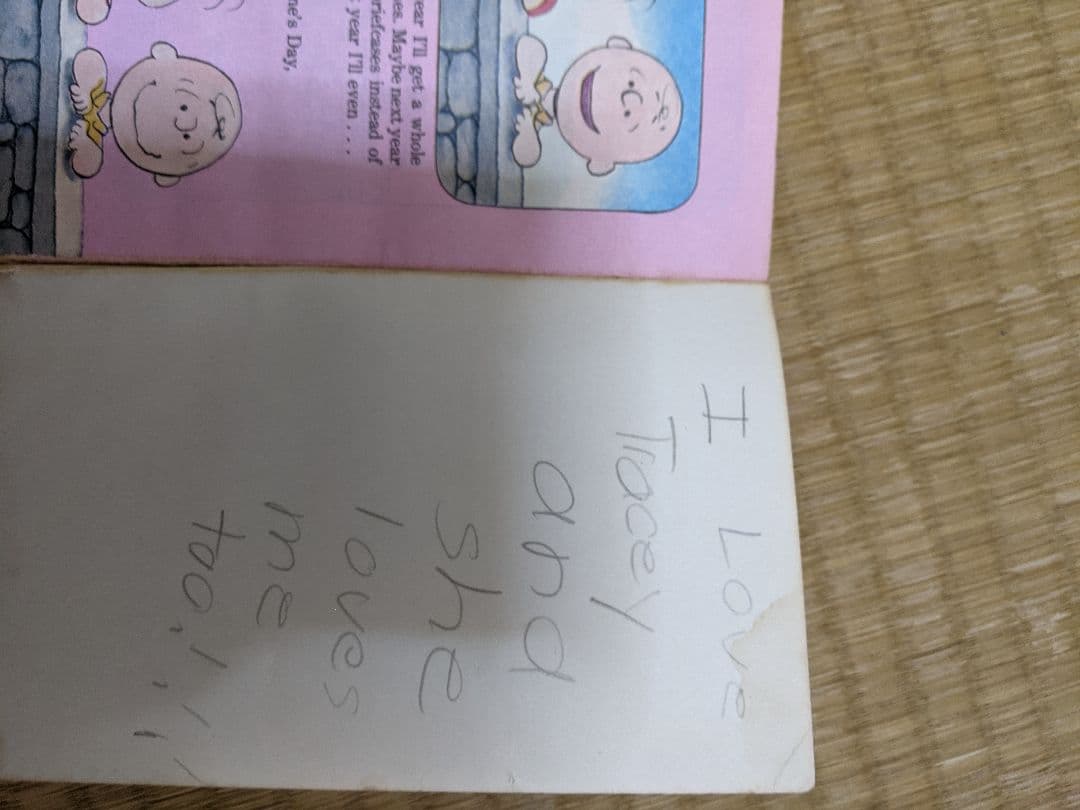 ear I'll get a whole
es. Maybe next year
riefcases instead of
year I'll even . . .
ne's Day,
I Love
Tracey
and
she
loves
me
too.!!!